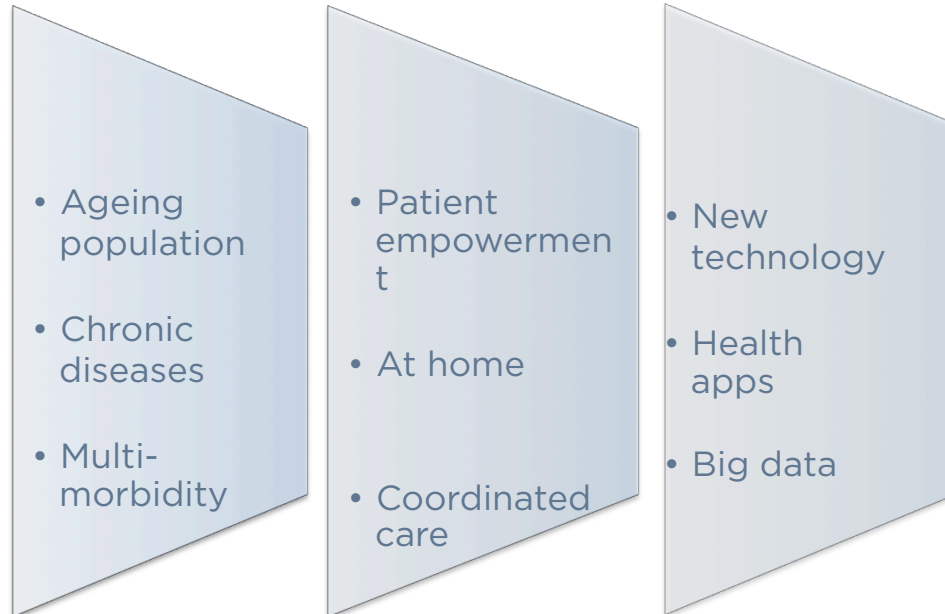 • Ageing
population
• Chronic
diseases
• Multi-
morbidity
• Patient
empowermen
t
• At home
• Coordinated
care
• New
technology
• Health
apps
• Big data